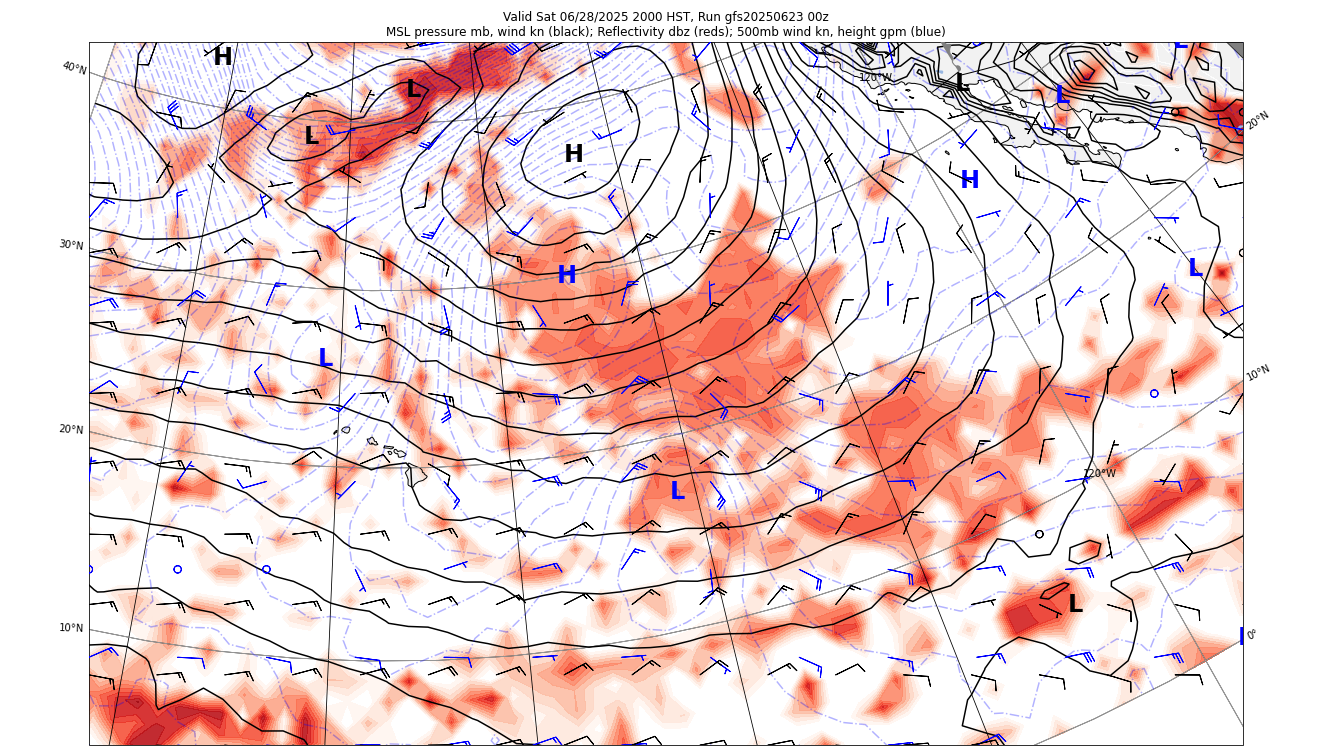 Valid Sat 06/28/2025 2000 HST, Run gfs20250623 00z
MSL pressure mb, wind kn (black); Reflectivity dbz (reds); 500mb wind kn, height gpm (blue)
L
H
40°N
120°W
L
L
L
20°N
L
H
H
30°N
H
L
L
10°N
20°N
120°W
L
L
10°N
0°